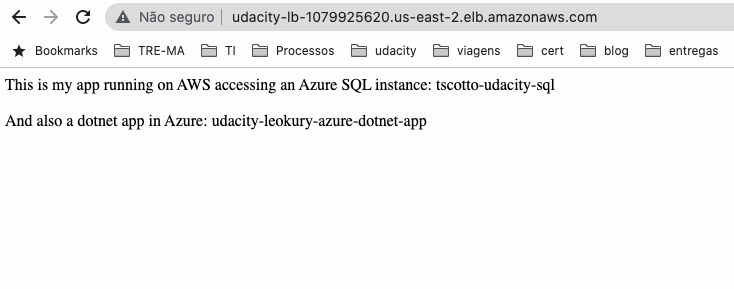 Não seguro udacity-lb-1079925620.us-east-2.elb.amazonaws.com
Bookmarks TRE-MA TI Processos udacity viagens cert blog entregas
This is my app running on AWS accessing an Azure SQL instance: tscotto-udacity-sql
And also a dotnet app in Azure: udacity-leokury-azure-dotnet-app